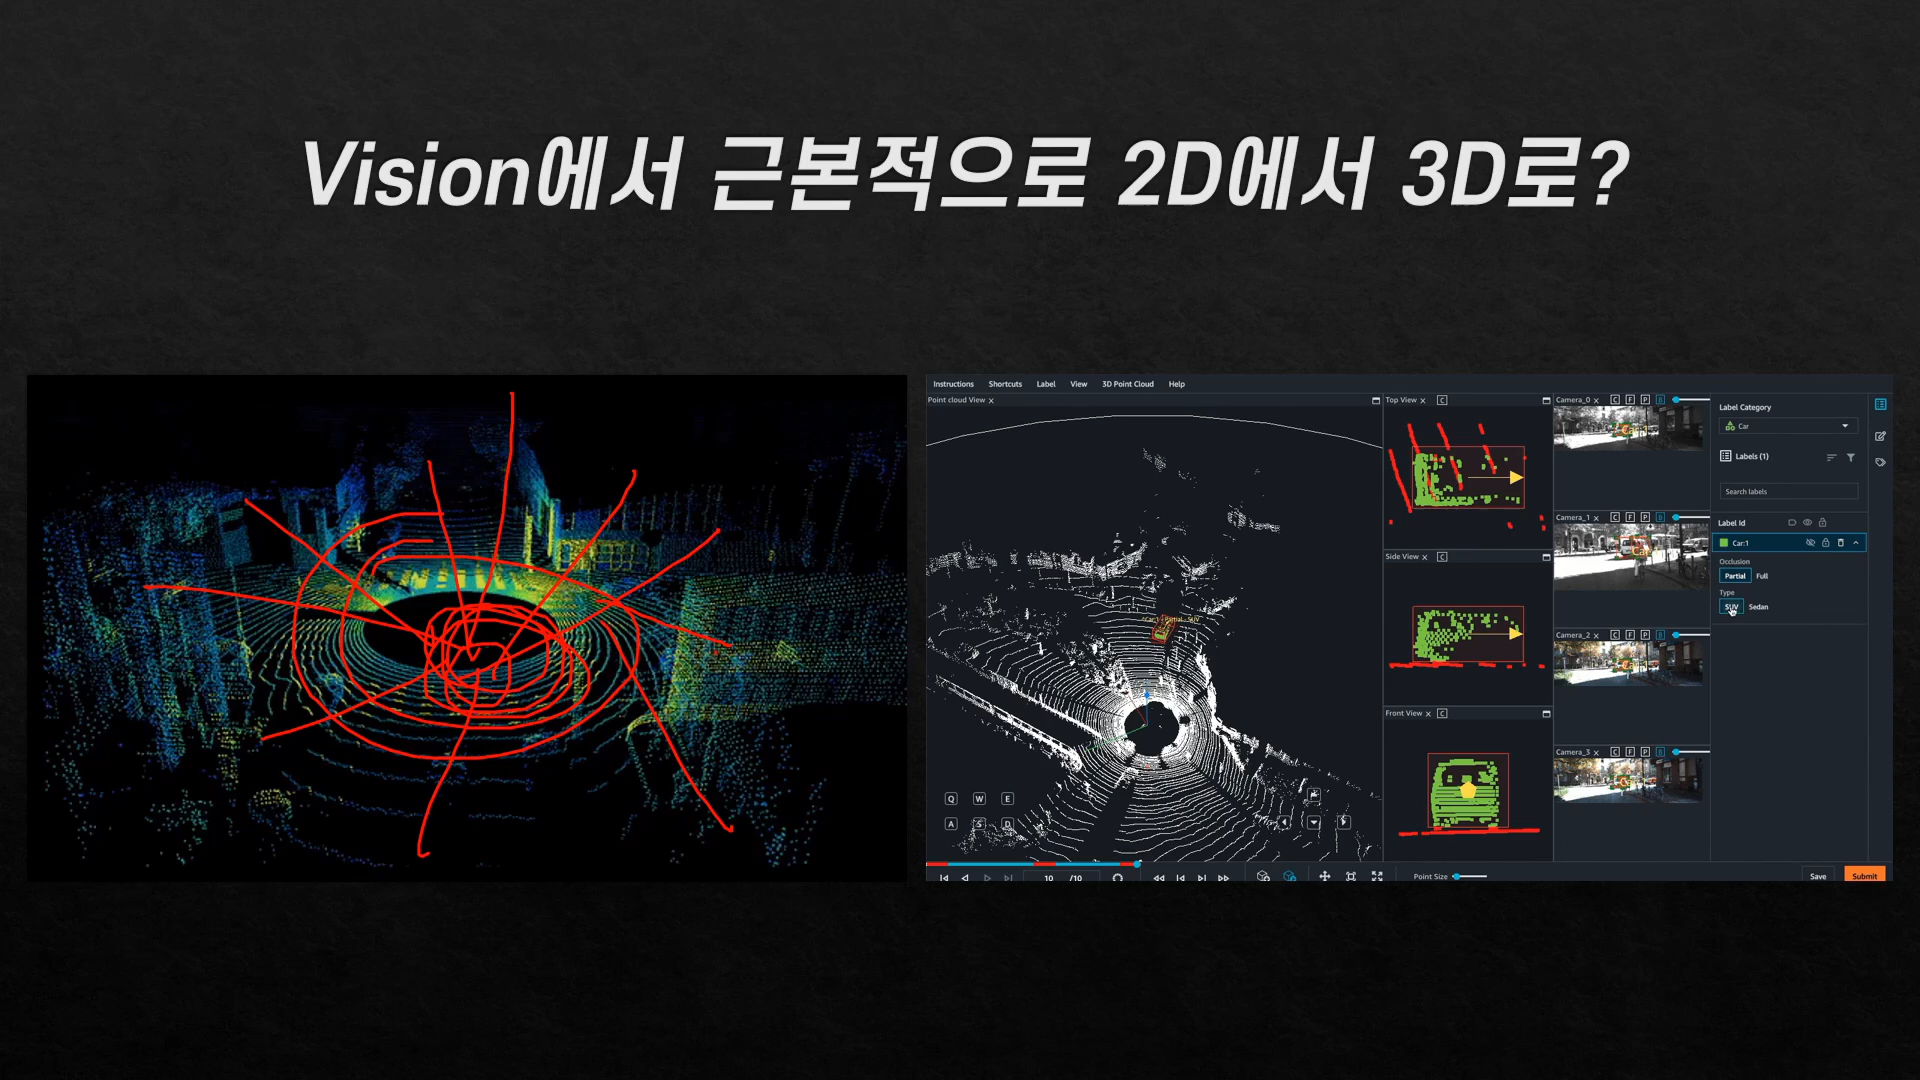 Vision에서 근본적으로 2D에서 3D로?
Instructions Shortcuts Label View 3D Point Cloud Help
Point cloud View x
Top View x C
Camera_0 x C F P B
Label Category
Car
Labels (1)
Search labels
Camera_1 x C F P B
Label Id
Car:1
Side View x C
Occlusion
Partial Full
Type
SUV Sedan
Camera_2 x C F P B
Front View x C
Camera_3 x C F P B
Q W E
A S D
10 /10
Point Size
Save Submit